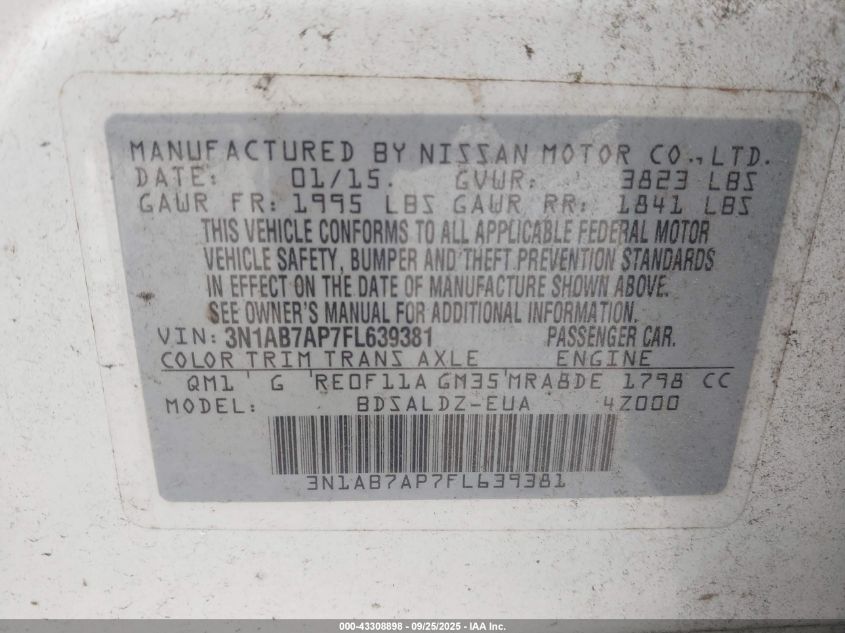 MANUFACTURED BY NISSAN MOTOR CO., LTD.
DATE: 01/15. GVWR: 3823 LBS
GAWR FR: 1995 LBS GAWR RR: 1841 LBS
THIS VEHICLE CONFORMS TO ALL APPLICABLE FEDERAL MOTOR
VEHICLE SAFETY, BUMPER AND THEFT PREVENTION STANDARDS
IN EFFECT ON THE DATE OF MANUFACTURE SHOWN ABOVE.
SEE OWNER'S MANUAL FOR ADDITIONAL INFORMATION.
VIN: 3N1AB7AP7FL639381 PASSENGER CAR.
COLOR TRIM TRANS AXLE ENGINE
QM1 G RE0F11A GM35 MRA8DE 1798 CC
MODEL: BDSALDZ-EUA 4Z000
3N1AB7AP7FL639381
000-43308898 - 09/25/2025 - IAA Inc.